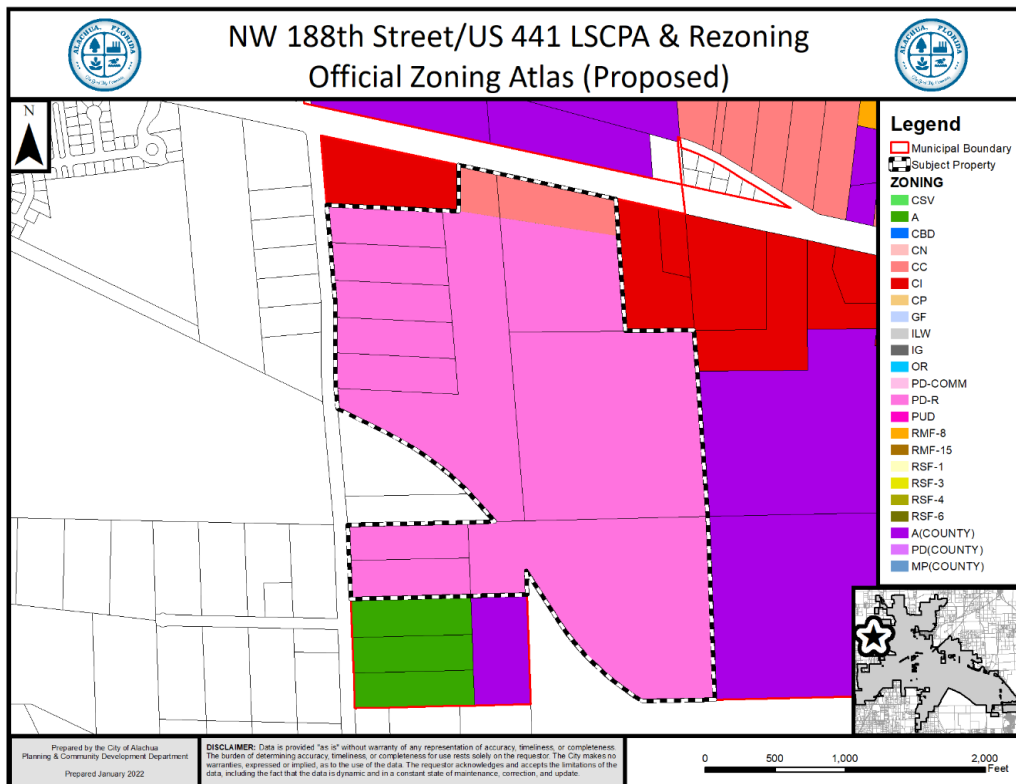 NW 188th Street/US 441 LSCPA & Rezoning
Official Zoning Atlas (Proposed)
ALACHUA, FLORIDA
ALACHUA, FLORIDA
N
Legend
Municipal Boundary
Subject Property
ZONING
CSV
A
CBD
CN
CC
CI
CP
GF
ILW
IG
OR
PD-COMM
PD-R
PUD
RMF-8
RMF-15
RSF-1
RSF-3
RSF-4
RSF-6
A(COUNTY)
PD(COUNTY)
MP(COUNTY)
Prepared by the City of Alachua
Planning & Community Development Department
Prepared January 2022
DISCLAIMER: Data is provided "as is" without warranty of any representation of accuracy, timeliness, or completeness.
The burden of determining accuracy, timeliness, or completeness for use rests solely on the requestor. The City makes no
warranties, expressed or implied, as to the use of the data. The requestor acknowledges and accepts the limitations of the
data, including the fact that the data is dynamic and in a constant state of maintenance, correction, and update.
0 500 1,000 2,000
Feet